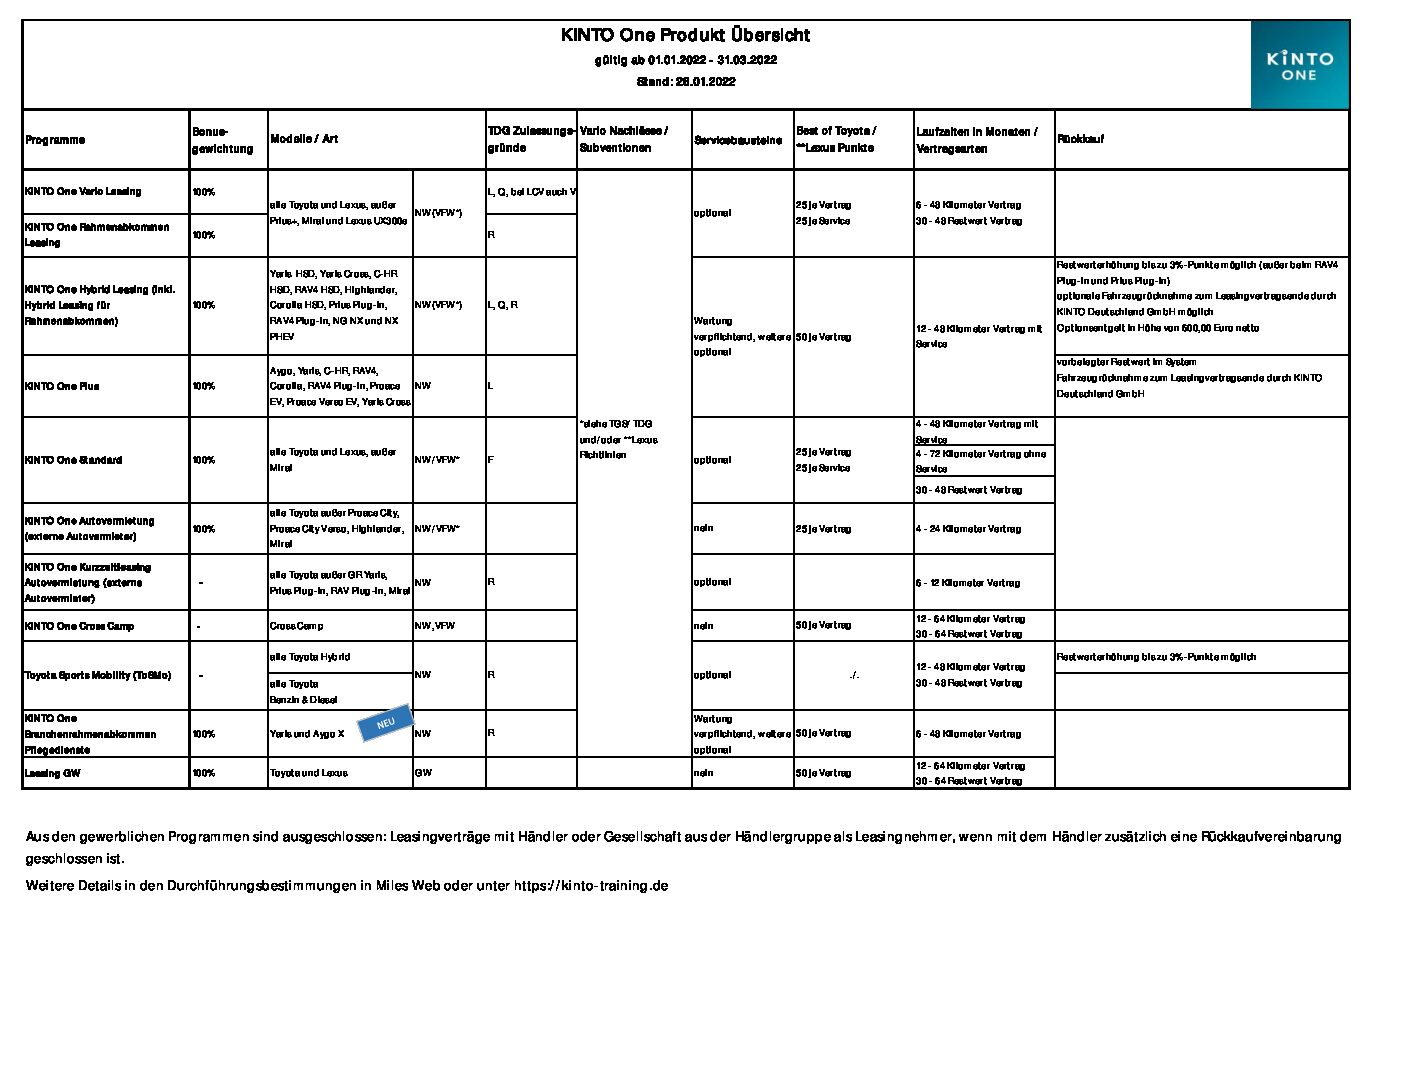 KINTO One Produkt Übersicht
gültig ab 01.01.2022 - 31.03.2022
Stand: 26.01.2022
KINTO
ONE
Programme
Bonus-
gewichtung
Modelle / Art
TDG Zulassungs-
gründe
Vario Nachlässe /
Subventionen
Servicebausteine
Best of Toyota /
**Lexus Punkte
Laufzeiten in Monaten /
Vertragsarten
Rückkauf
KINTO One Vario Leasing
100%
alle Toyota und Lexus, außer
Prius+, Mirai und Lexus UX300e
NW(VFW*)
L, Q, bei LCV auch V
optional
25 je Vertrag
25 je Service
6 - 48 Kilometer Vertrag
30 - 48 Restwert Vertrag
KINTO One Rahmenabkommen
Leasing
100%
R
KINTO One Hybrid Leasing (inkl.
Hybrid Leasing für
Rahmenabkommen)
100%
Yaris HSD, Yaris Cross, C-HR
HSD, RAV4 HSD, Highlander,
Corolla HSD, Prius Plug-In,
RAV4 Plug-In, NG NX und NX
PHEV
NW(VFW*)
L, Q, R
Wartung
verpflichtend, weitere
optional
50 je Vertrag
12 - 48 Kilometer Vertrag mit
Service
Restwerterhöhung bis zu 3%-Punkte möglich (außer beim RAV4
Plug-in und Prius Plug-in)
optionale Fahrzeugrücknahme zum Leasingvertragsende durch
KINTO Deutschland GmbH möglich
Optionsentgelt in Höhe von 600,00 Euro netto
KINTO One Plus
100%
Aygo, Yaris, C-HR, RAV4,
Corolla, RAV4 Plug-In, Proace
EV, Proace Verso EV, Yaris Cross
NW
L
vorbelegter Restwert im System
Fahrzeugrücknahme zum Leasingvertragsende durch KINTO
Deutschland GmbH
*siehe TGS/ TDG
und/oder **Lexus
Richtlinien
KINTO One Standard
100%
alle Toyota und Lexus, außer
Mirai
NW/VFW*
F
optional
25 je Vertrag
25 je Service
4 - 48 Kilometer Vertrag mit
Service
4 - 72 Kilometer Vertrag ohne
Service
30 - 48 Restwert Vertrag
KINTO One Autovermietung
(externe Autovermieter)
100%
alle Toyota außer Proace City,
Proace City Verso, Highlander,
Mirai
NW/VFW*
nein
25 je Vertrag
4 - 24 Kilometer Vertrag
KINTO One Kurzzeitleasing
Autovermietung (externe
Autovermieter)
-
alle Toyota außer GR Yaris,
Prius Plug-In, RAV Plug-In, Mirai
NW
R
optional
6 - 12 Kilometer Vertrag
KINTO One Cross Camp
-
Cross Camp
NW, VFW
nein
50 je Vertrag
12 - 64 Kilometer Vertrag
30 - 64 Restwert Vertrag
Toyota Sports Mobility (ToSMo)
-
alle Toyota Hybrid
alle Toyota
Benzin & Diesel
NW
R
optional
./.
12 - 48 Kilometer Vertrag
30 - 48 Restwert Vertrag
Restwerterhöhung bis zu 3%-Punkte möglich
KINTO One
Branchenrahmenabkommen
Pflegedienste
100%
Yaris und Aygo X
NEU
NW
R
Wartung
verpflichtend, weitere
optional
50 je Vertrag
6 - 48 Kilometer Vertrag
Leasing GW
100%
Toyota und Lexus
GW
nein
50 je Vertrag
12 - 64 Kilometer Vertrag
30 - 64 Restwert Vertrag
Aus den gewerblichen Programmen sind ausgeschlossen: Leasingverträge mit Händler oder Gesellschaft aus der Händlergruppe als Leasingnehmer, wenn mit dem Händler zusätzlich eine Rückkaufvereinbarung
geschlossen ist.
Weitere Details in den Durchführungsbestimmungen in Miles Web oder unter https://kinto-training.de